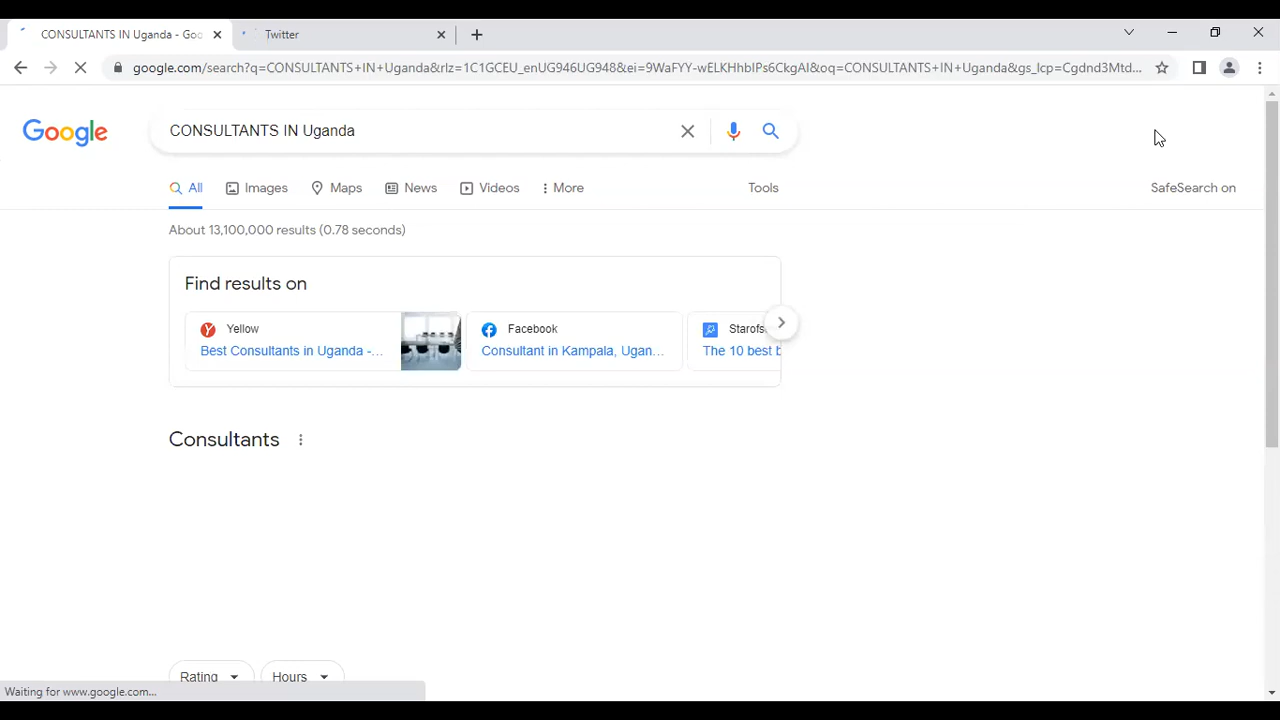 CONSULTANTS IN Uganda - Goo
Twitter
google.com/search?q=CONSULTANTS+IN+Uganda&rlz=1C1GCEU_enUG946UG948&ei=9WaFYY-wELKHhbIPs6CkgAI&oq=CONSULTANTS+IN+Uganda&gs_lcp=Cgdnd3Mtd...
Google
CONSULTANTS IN Uganda
All Images Maps News Videos More Tools SafeSearch on
About 13,100,000 results (0.78 seconds)
Find results on
Yellow
Best Consultants in Uganda -...
Facebook
Consultant in Kampala, Ugan...
Starofs
The 10 best b
Consultants
Rating Hours
Waiting for www.google.com...